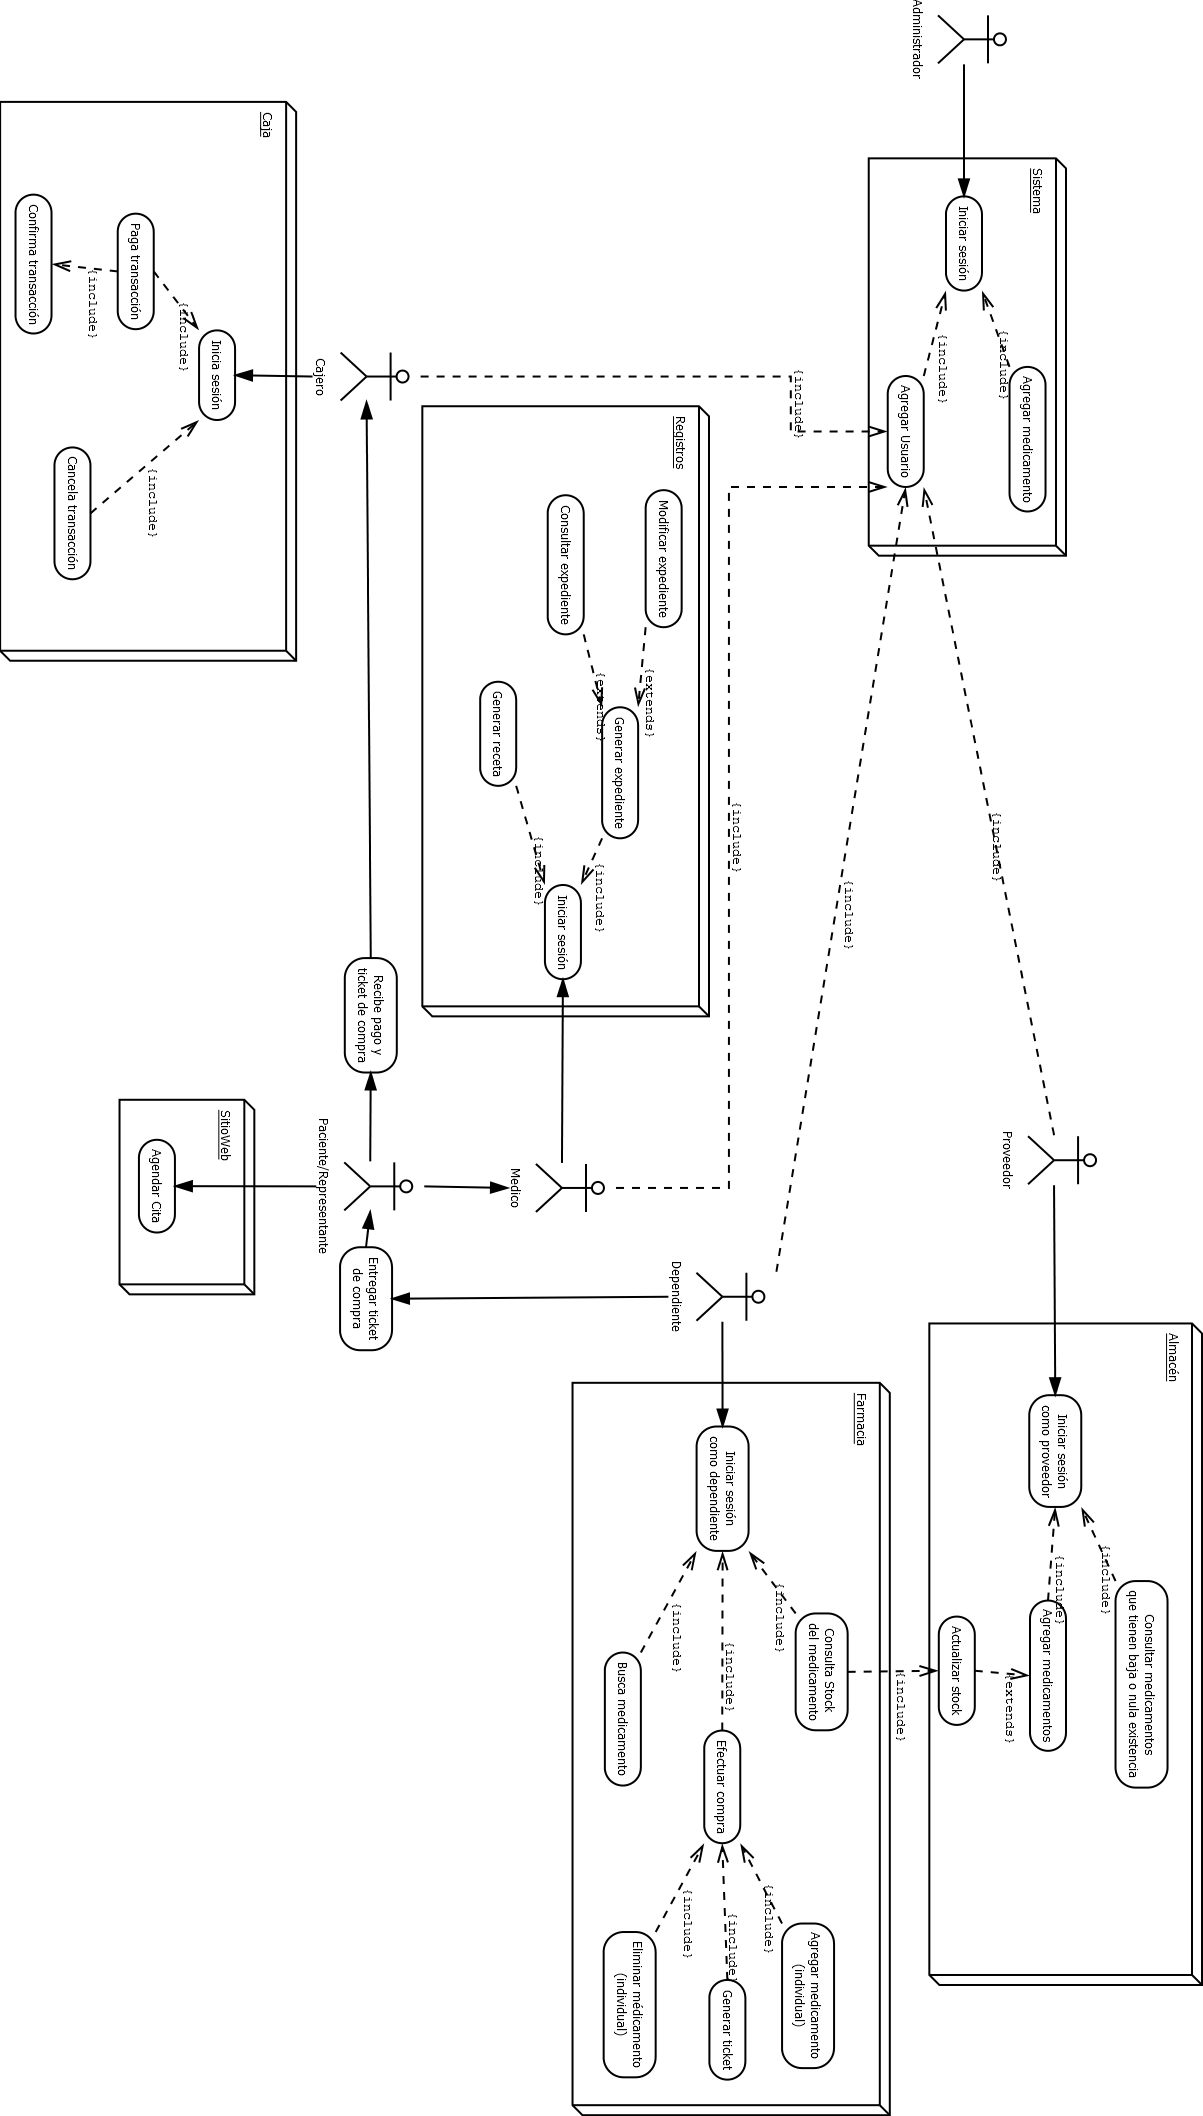 Administrador
Sistema
Iniciar sesión
{include}
{include}
Agregar medicamento
Agregar Usuario
Caja
Confirma transacción
Paga transacción
{include}
{include}
Inicia sesión
Cancela transacción
{include}
Cajero
{include}
Registros
Modificar expediente
Consultar expediente
{extends}
{extends}
Generar expediente
Generar receta
{include}
{include}
Iniciar sesión
{include}
{include}
{include}
Recibe pago y
ticket de compra
SitioWeb
Agendar Cita
Paciente/Representante
Medico
Proveedor
Entregar ticket
de compra
Dependiente
Almacén
Iniciar sesión
como proveedor
{include}
{include}
Consultar medicamentos
que tienen baja o nula existencia
Agregar medicamentos
Actualizar stock
{extends}
{include}
Farmacia
Iniciar sesión
como dependiente
{include}
{include}
{include}
Consulta Stock
del medicamento
Busca medicamento
Efectuar compra
{include}
{include}
{include}
Agregar medicamento
(individual)
Generar ticket
Eliminar médicamento
(individual)